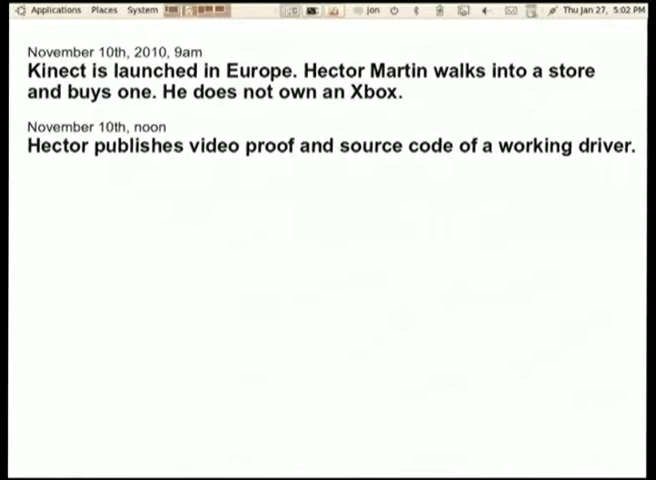 Applications Places System jon Thu Jan 27, 5:02 PM
November 10th, 2010, 9am
Kinect is launched in Europe. Hector Martin walks into a store
and buys one. He does not own an Xbox.
November 10th, noon
Hector publishes video proof and source code of a working driver.